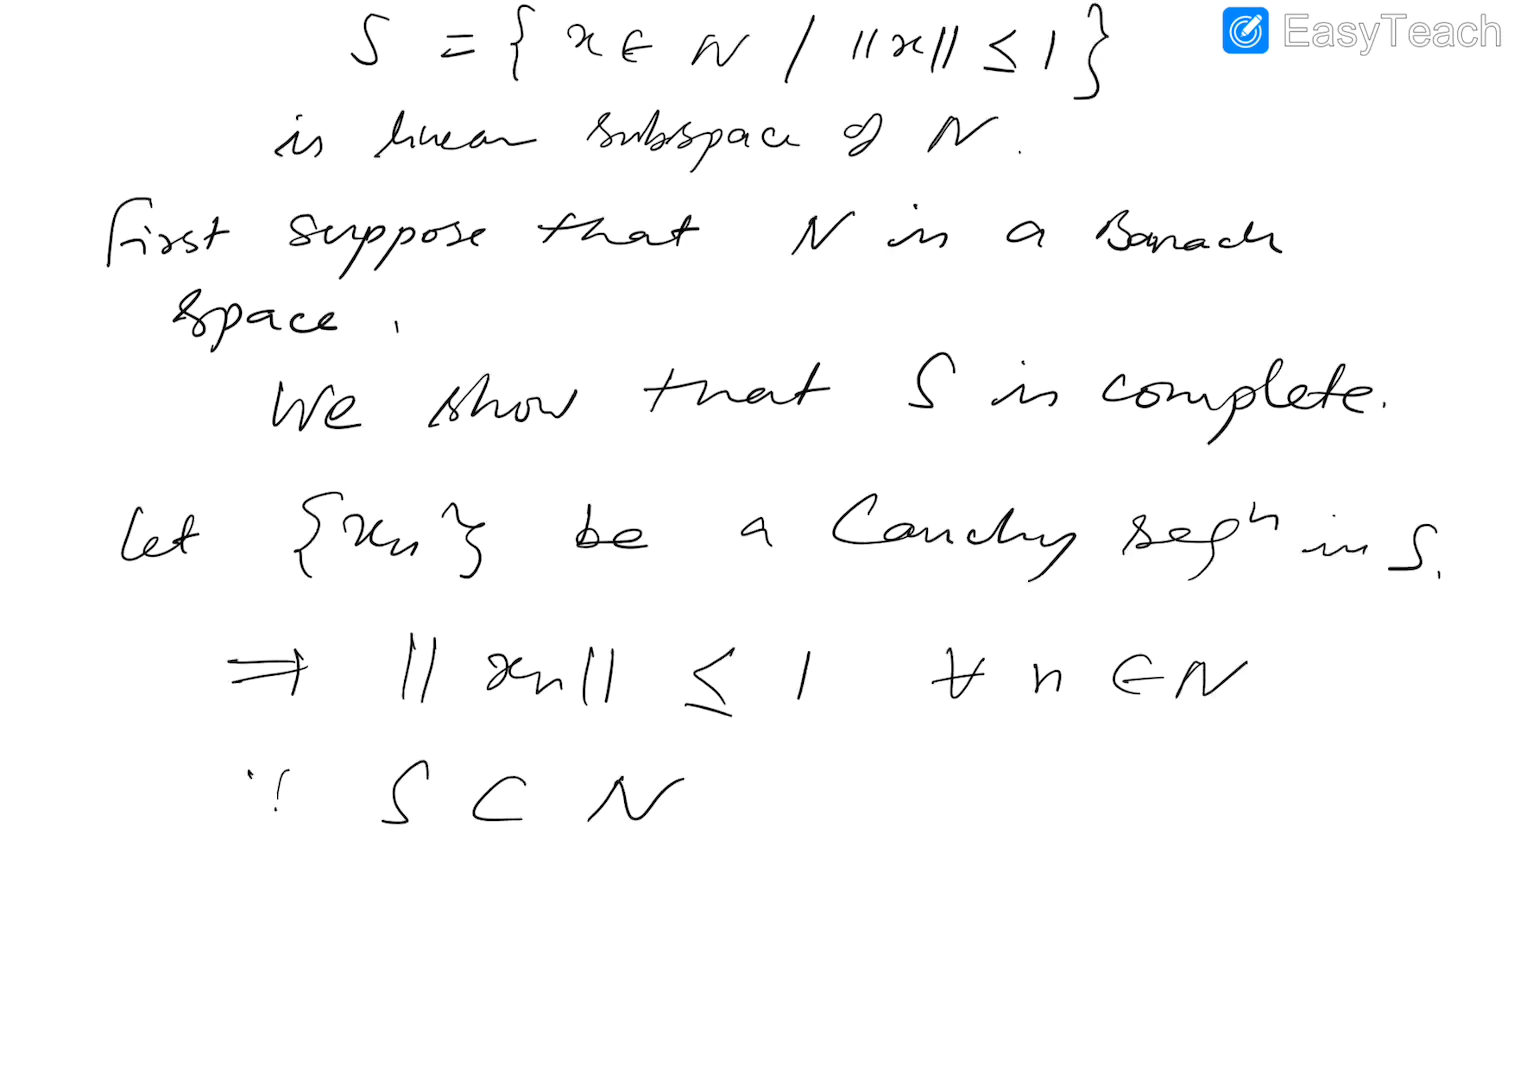 S = { x ∈ N / ||x|| ≤ 1 }
EasyTeach
is linear subspace of N.
First suppose that N is a Banach
space.
We show that S is complete.
Let {xn} be a Cauchy seqn in S.
⇒ ||xn|| ≤ 1 ∀ n ∈ N
∵ S ⊂ N